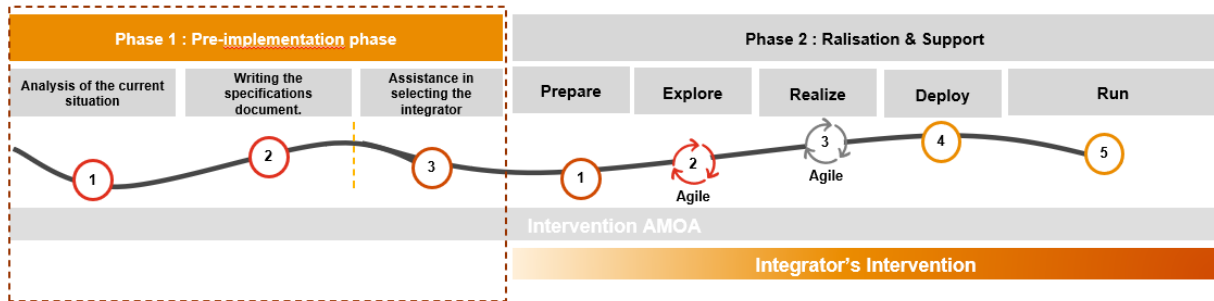 Phase 1 : Pre-implementation phase
Phase 2 : Ralisation & Support
Analysis of the current
situation
Writing the
specifications
document.
Assistance in
selecting the
integrator
Prepare
Explore
Realize
Deploy
Run
1
2
3
1
2
Agile
3
Agile
4
5
Intervention AMOA
Integrator's Intervention